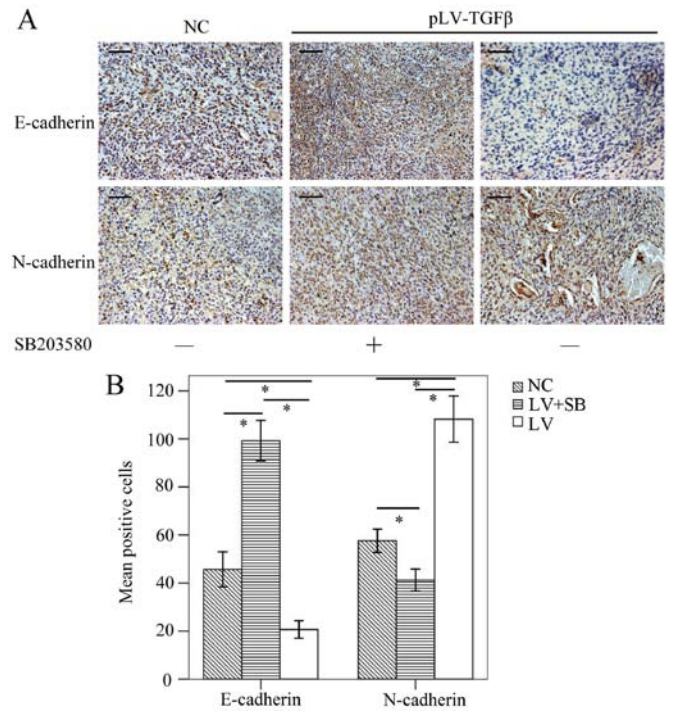 A
NC
pLV-TGFβ
E-cadherin
N-cadherin
SB203580 — + —
B
120
100
80
60
40
20
0
Mean positive cells
* * *
* * *
E-cadherin N-cadherin
NC
LV+SB
LV